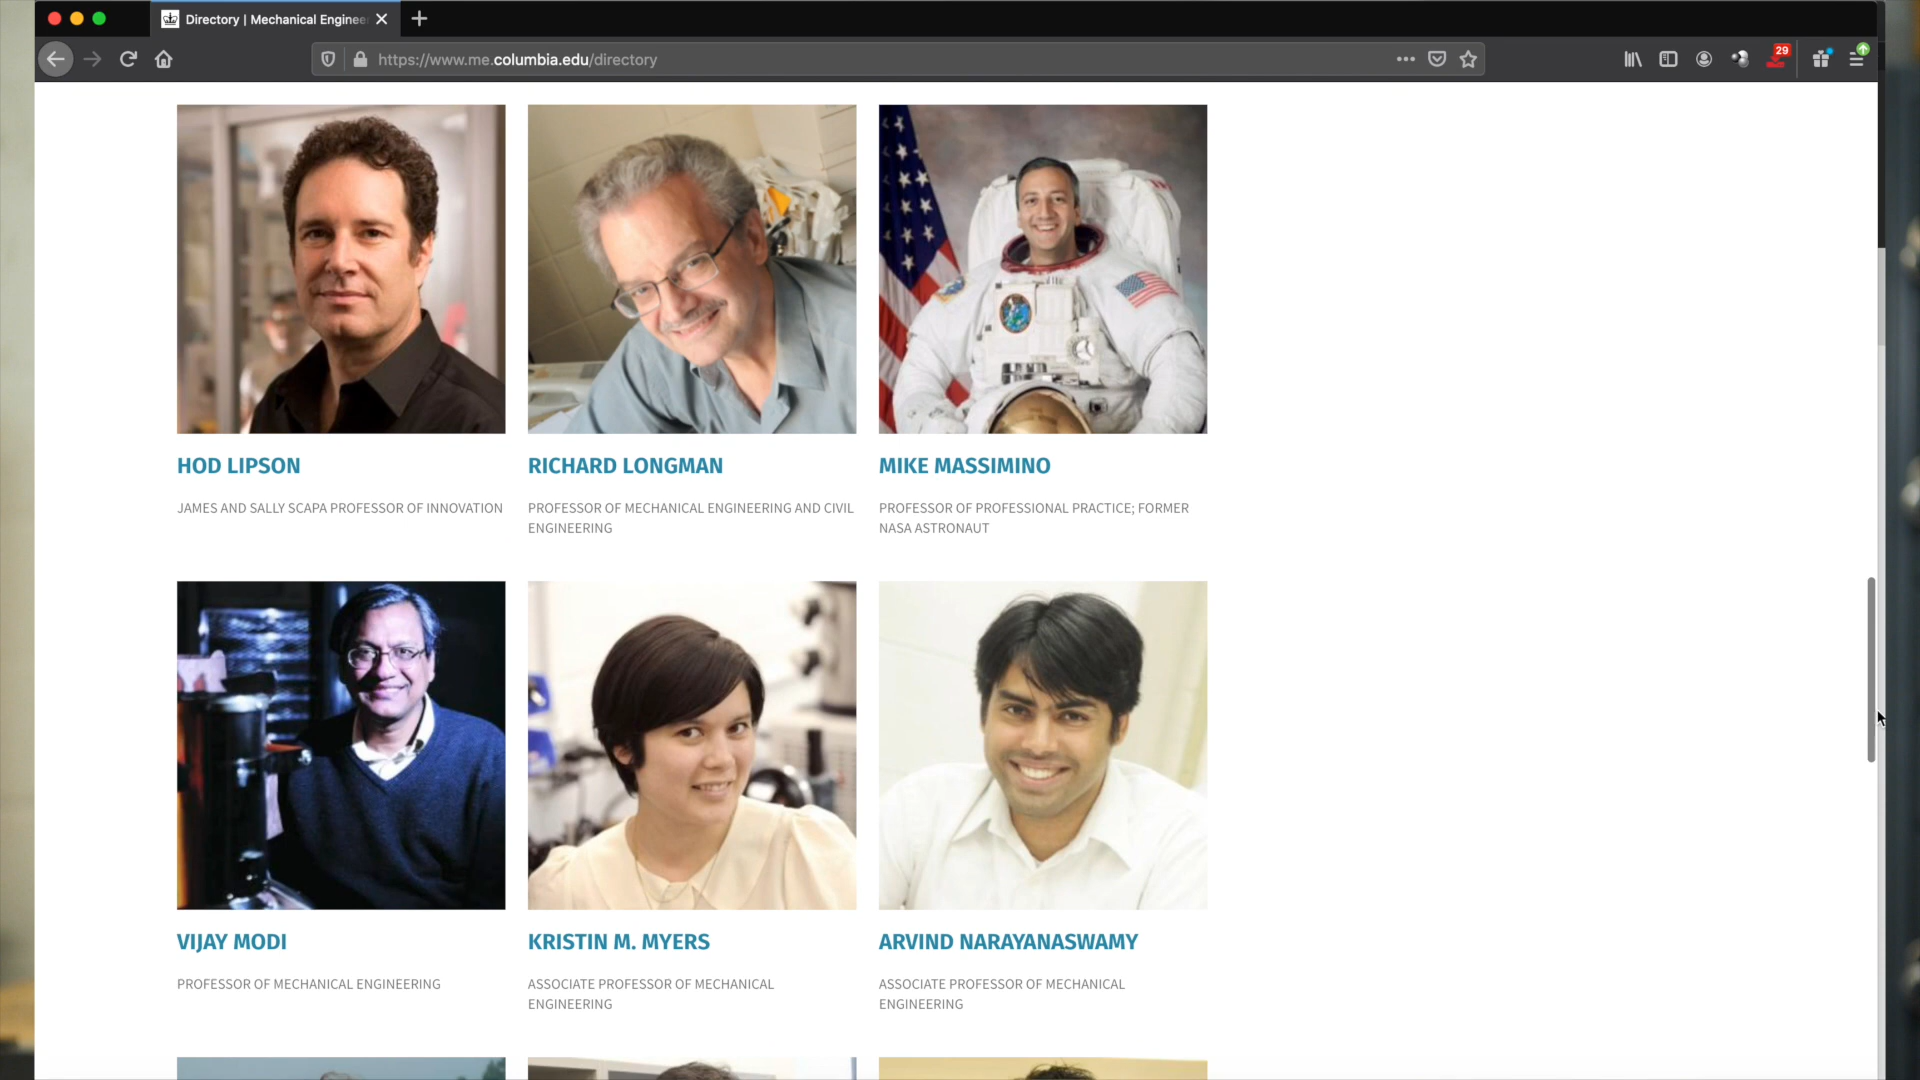 Directory | Mechanical Enginee
https://www.me.columbia.edu/directory
29
HOD LIPSON
JAMES AND SALLY SCAPA PROFESSOR OF INNOVATION
RICHARD LONGMAN
PROFESSOR OF MECHANICAL ENGINEERING AND CIVIL
ENGINEERING
MIKE MASSIMINO
PROFESSOR OF PROFESSIONAL PRACTICE; FORMER
NASA ASTRONAUT
VIJAY MODI
PROFESSOR OF MECHANICAL ENGINEERING
KRISTIN M. MYERS
ASSOCIATE PROFESSOR OF MECHANICAL
ENGINEERING
ARVIND NARAYANASWAMY
ASSOCIATE PROFESSOR OF MECHANICAL
ENGINEERING